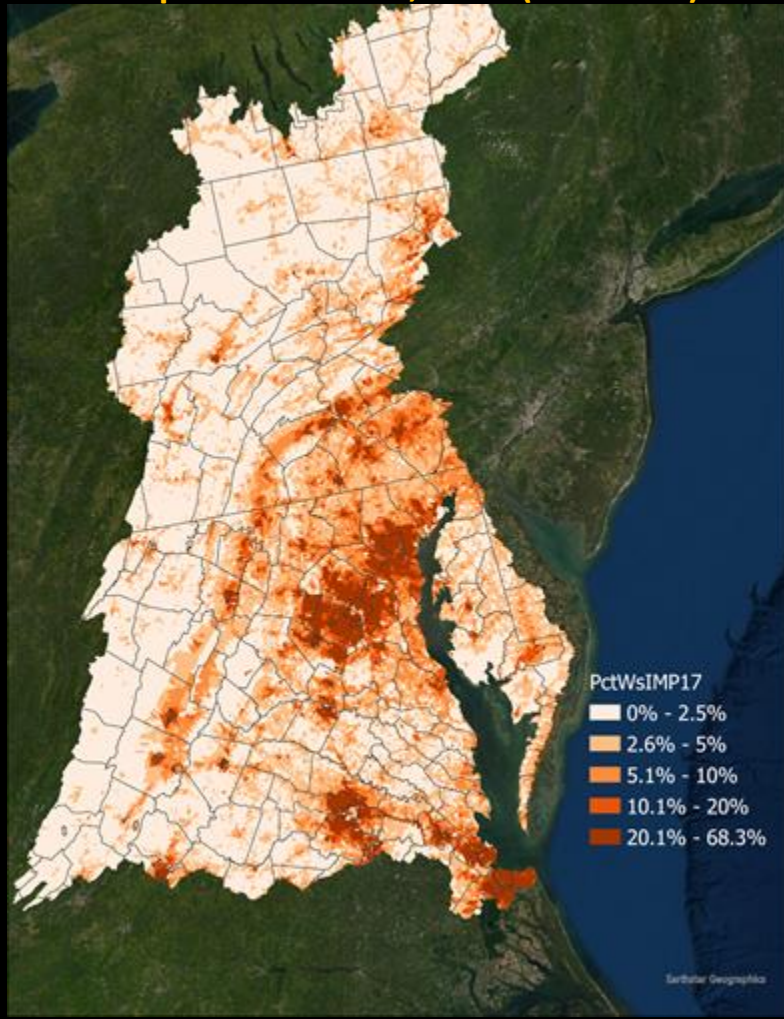 PctWsIMP17
0% - 2.5%
2.6% - 5%
5.1% - 10%
10.1% - 20%
20.1% - 68.3%
Earthstar Geographics